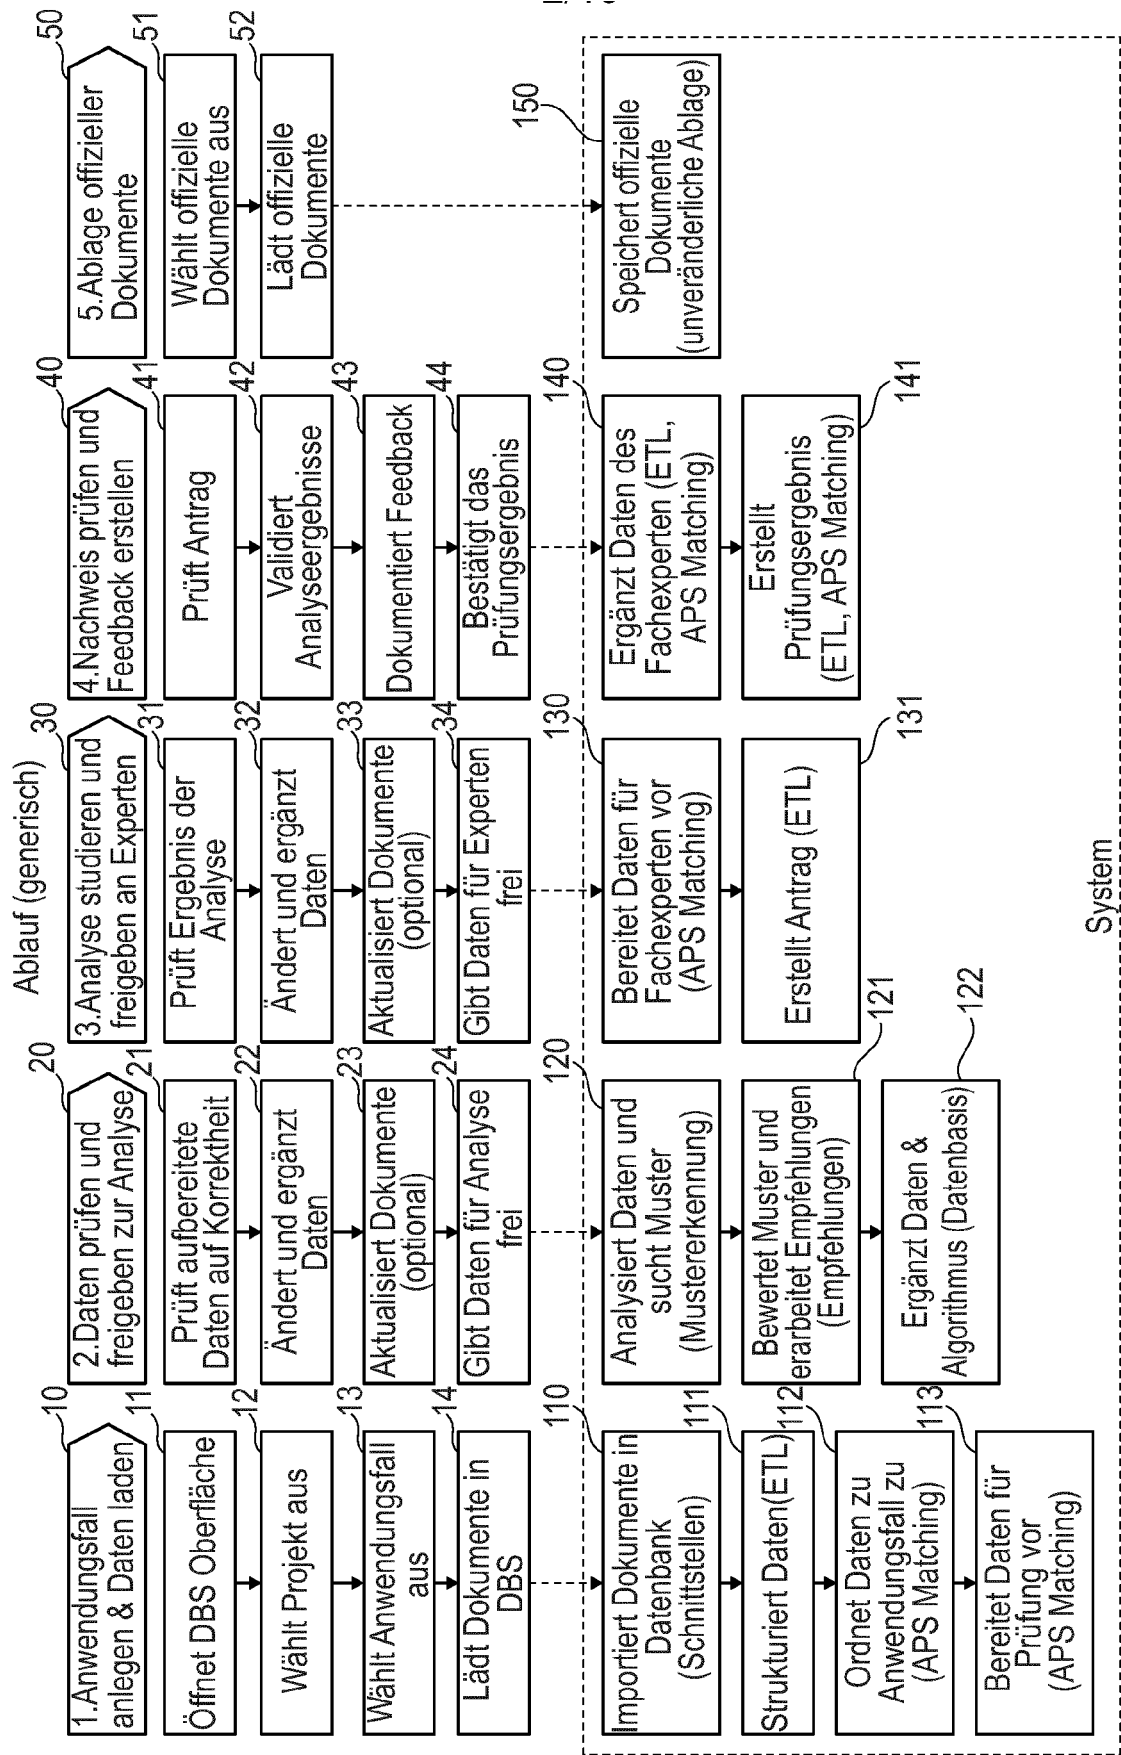 Ablauf (generisch)
1.Anwendungsfall
anlegen & Daten laden
10
Öffnet DBS Oberfläche
11
Wählt Projekt aus
12
Wählt Anwendungsfall
aus
13
Lädt Dokumente in
DBS
14
Importiert Dokumente in
Datenbank
(Schnittstellen)
110
Strukturiert Daten(ETL)
111
Ordnet Daten zu
Anwendungsfall zu
(APS Matching)
112
Bereitet Daten für
Prüfung vor
(APS Matching)
113
2.Daten prüfen und
freigeben zur Analyse
20
Prüft aufbereitete
Daten auf Korrektheit
21
Ändert und ergänzt
Daten
22
Aktualisiert Dokumente
(optional)
23
Gibt Daten für Analyse
frei
24
Analysiert Daten und
sucht Muster
(Mustererkennung)
120
Bewertet Muster und
erarbeitet Empfehlungen
(Empfehlungen)
121
Ergänzt Daten &
Algorithmus (Datenbasis)
122
3.Analyse studieren und
freigeben an Experten
30
Prüft Ergebnis der
Analyse
31
Ändert und ergänzt
Daten
32
Aktualisiert Dokumente
(optional)
33
Gibt Daten für Experten
frei
34
Bereitet Daten für
Fachexperten vor
(APS Matching)
130
Erstellt Antrag (ETL)
131
4.Nachweis prüfen und
Feedback erstellen
40
Prüft Antrag
41
Validiert
Analyseergebnisse
42
Dokumentiert Feedback
43
Bestätigt das
Prüfungsergebnis
44
Ergänzt Daten des
Fachexperten (ETL,
APS Matching)
140
Erstellt
Prüfungsergebnis
(ETL, APS Matching)
141
5.Ablage offizieller
Dokumente
50
Wählt offizielle
Dokumente aus
51
Lädt offizielle
Dokumente
52
Speichert offizielle
Dokumente
(unveränderliche Ablage)
150
System